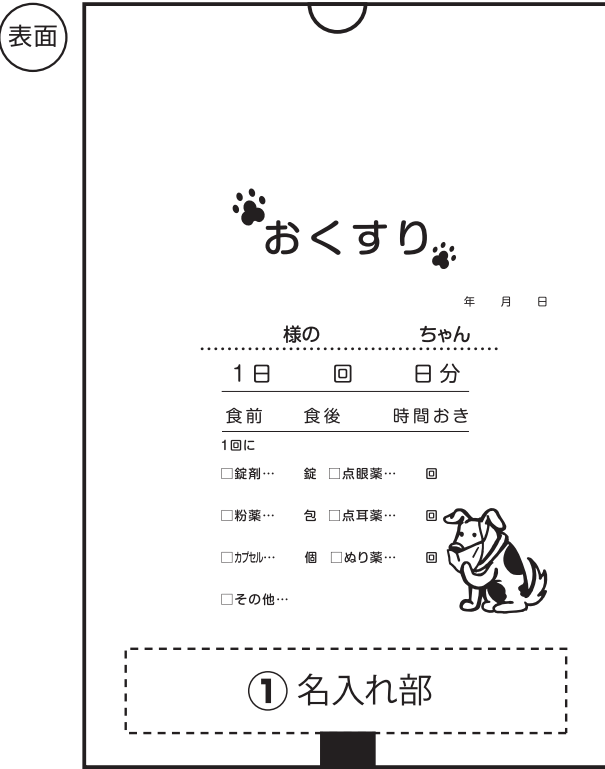 表面
おくすり
年 月 日
様の ちゃん
1日 回 日分
食前 食後 時間おき
1回に
□錠剤… 錠 □点眼薬… 回
□粉薬… 包 □点耳薬… 回
□カプセル… 個 □ぬり薬… 回
□その他…
①名入れ部